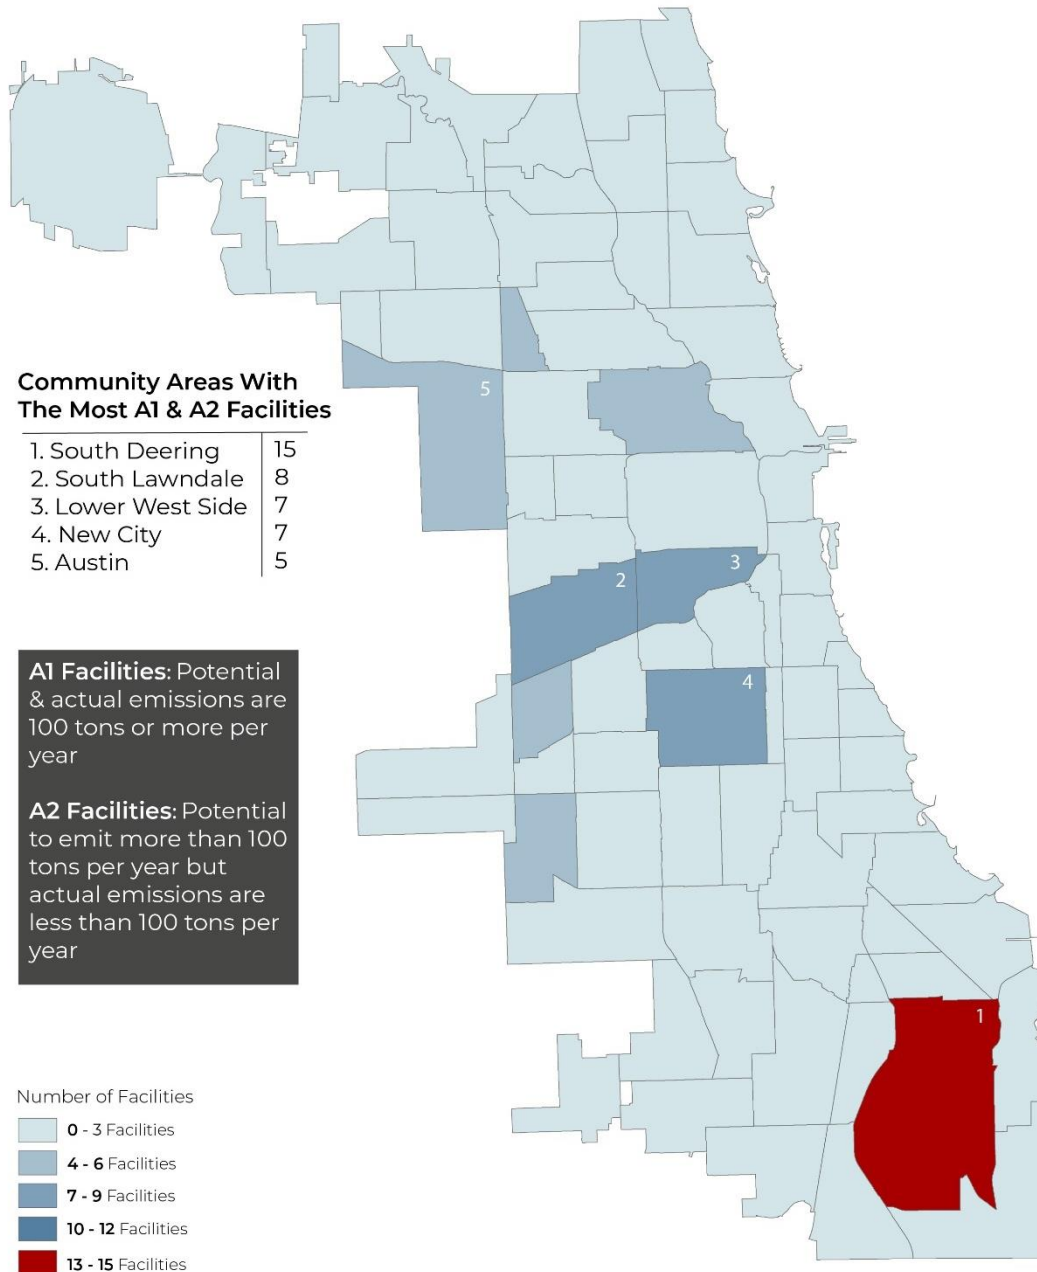 Community Areas With
The Most A1 & A2 Facilities
1. South Deering 15
2. South Lawndale 8
3. Lower West Side 7
4. New City 7
5. Austin 5
A1 Facilities: Potential
& actual emissions are
100 tons or more per
year
A2 Facilities: Potential
to emit more than 100
tons per year but
actual emissions are
less than 100 tons per
year
Number of Facilities
0 - 3 Facilities
4 - 6 Facilities
7 - 9 Facilities
10 - 12 Facilities
13 - 15 Facilities
5
2
3
4
1